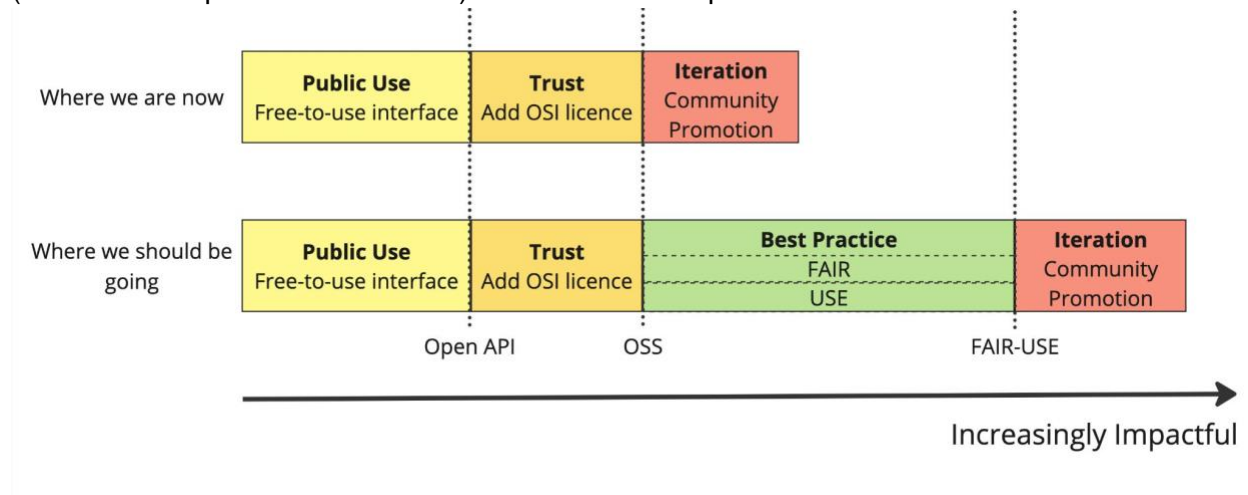 Public Use
Free-to-use interface
Trust
Add OSI licence
Iteration
Community
Promotion
Where we are now
Where we should be
going
Public Use
Free-to-use interface
Trust
Add OSI licence
Best Practice
FAIR
USE
Iteration
Community
Promotion
Open API
OSS
FAIR-USE
Increasingly Impactful